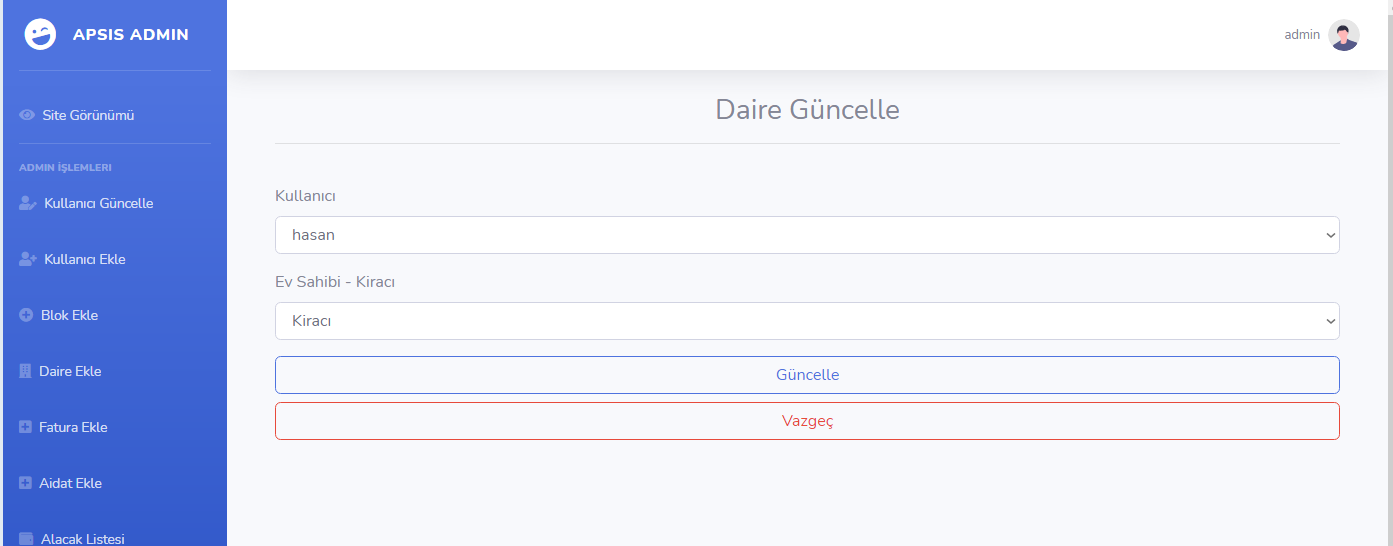 APSIS ADMIN
admin
Site Görünümü
ADMIN İŞLEMLERI
Kullanıcı Güncelle
Kullanıcı Ekle
Blok Ekle
Daire Ekle
Fatura Ekle
Aidat Ekle
Alacak Listesi
Daire Güncelle
Kullanıcı
hasan
Ev Sahibi - Kiracı
Kiracı
Güncelle
Vazgeç